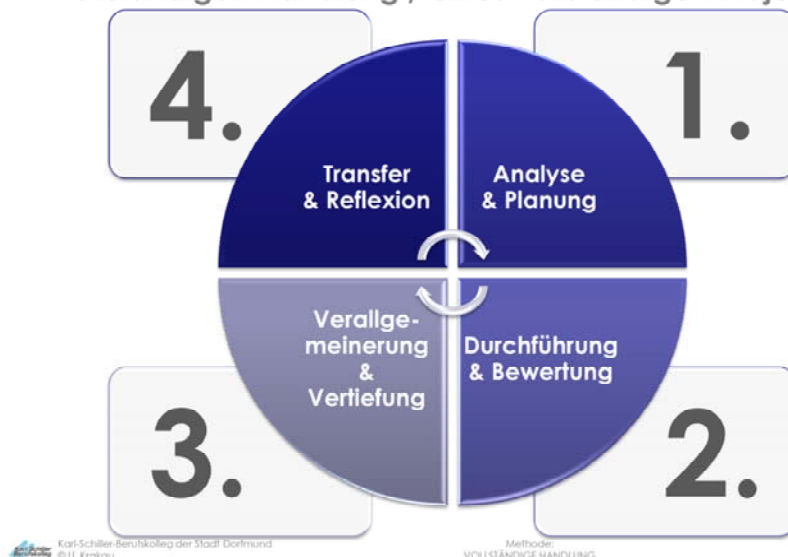 4.
1.
Transfer
& Reflexion
Analyse
& Planung
Verallge-
meinerung
&
Vertiefung
Durchführung
& Bewertung
3.
2.
Karl-Schiller-Berufskolleg der Stadt Dortmund
© U. Krakau
Methode:
VOLLSTÄNDIGE HANDLUNG